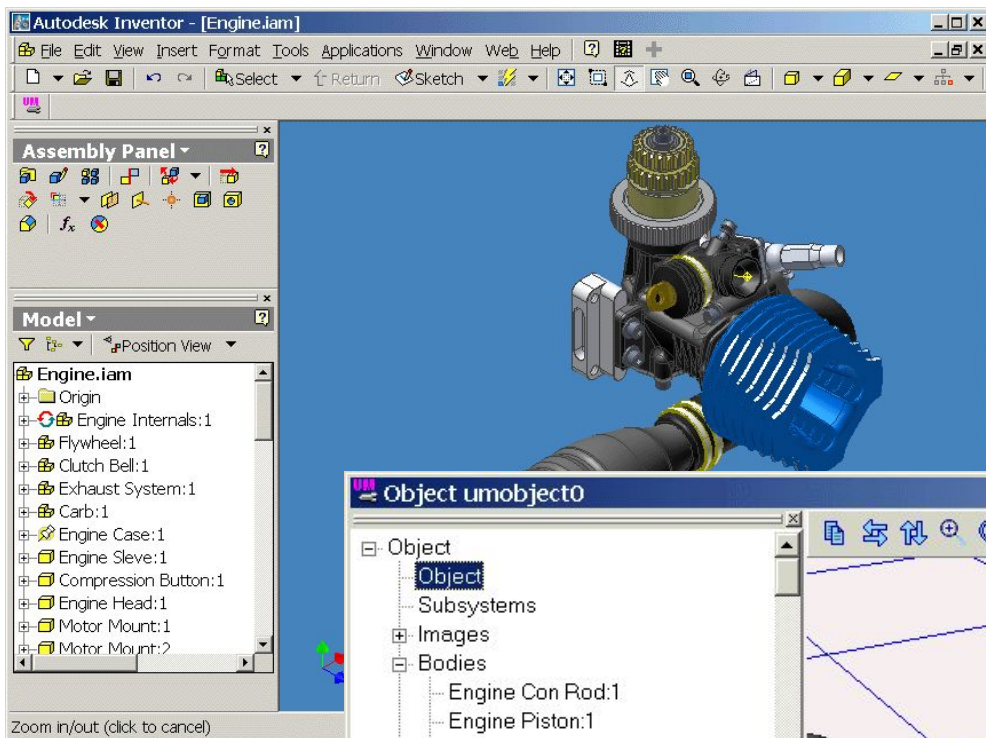 Autodesk Inventor - [Engine.iam]
File Edit View Insert Format Tools Applications Window Web Help
Select Return Sketch
UM
Assembly Panel
fx
Model
Position View
Engine.iam
Origin
Engine Internals:1
Flywheel:1
Clutch Bell:1
Exhaust System:1
Carb:1
Engine Case:1
Engine Sleve:1
Compression Button:1
Engine Head:1
Motor Mount:1
Motor Mount:2
Zoom in/out (click to cancel)
UM Object umobject0
Object
Object
Subsystems
Images
Bodies
Engine Con Rod:1
Engine Piston:1